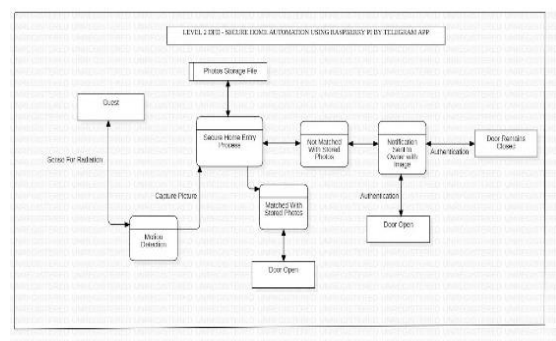 LEVEL 2 DFD - SECURE HOME AUTOMATION USING RASPBERRY PI BY TELEGRAM APP
Photos Storage File
Guest
Secure Home Entry
Process
Not Matched
With Stored
Photos
Notification
Sent to
Owner with
Image
Authentication
Door Remains
Closed
Sense For Radiation
Capture Picture
Matched With
Stored Photos
Authentication
Motion
Detection
Door Open
Door Open